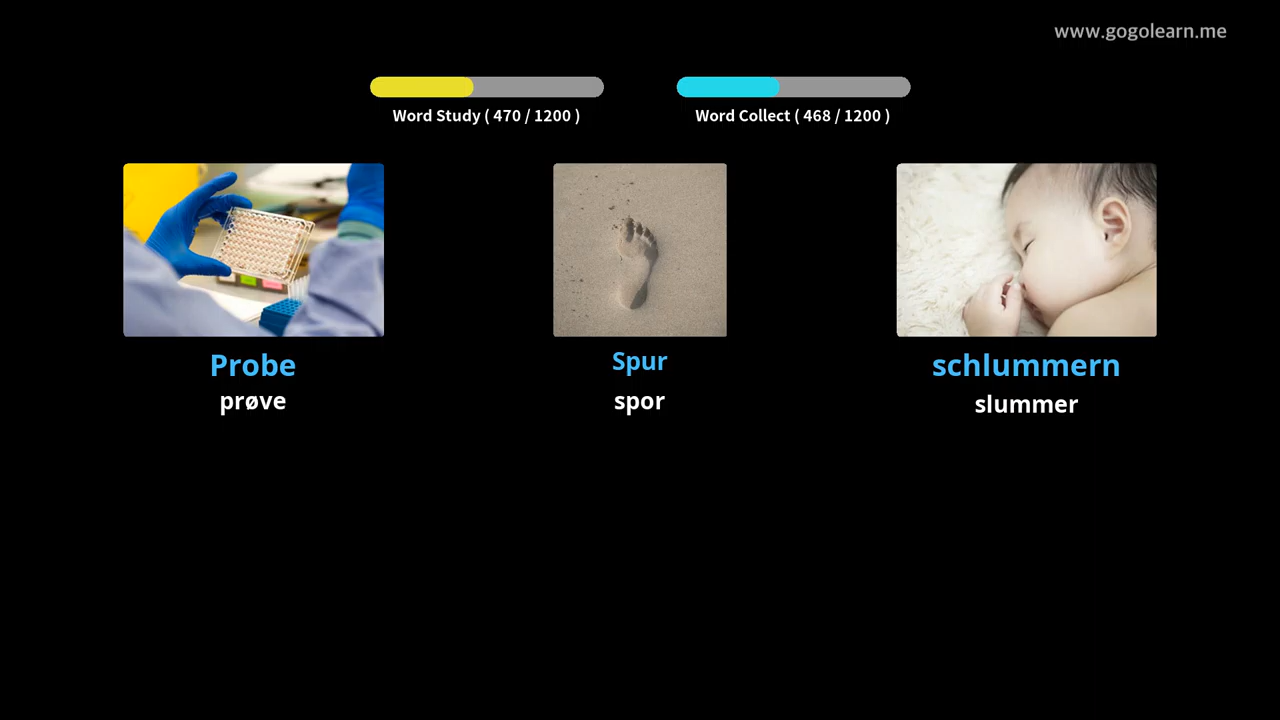 www.gogolearn.me
Word Study ( 470 / 1200 )
Word Collect ( 468 / 1200 )
Probe
prøve
Spur
spor
schlummern
slummer